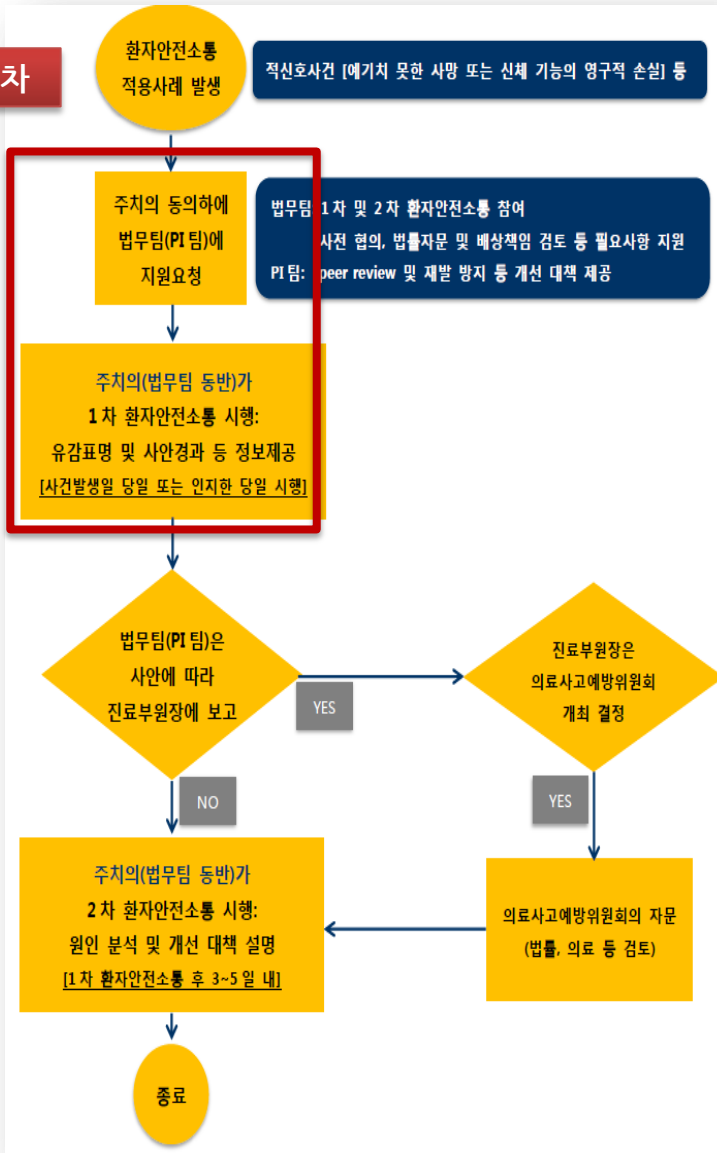 환자안전소통
적용사례 발생
차
적신호사건 [예기치 못한 사망 또는 신체 기능의 영구적 손실] 등
주치의 동의하에
법무팀(PI 팀)에
지원요청
법무팀: 1차 및 2차 환자안전소통 참여
사전 협의, 법률자문 및 배상책임 검토 등 필요사항 지원
PI 팀: peer review 및 재발 방지 등 개선 대책 제공
주치의(법무팀 동반)가
1차 환자안전소통 시행:
유감표명 및 사안경과 등 정보제공
[사건발생일 당일 또는 인지한 당일 시행]
법무팀(PI 팀)은
사안에 따라
진료부원장에 보고
YES
진료부원장은
의료사고예방위원회
개최 결정
NO
YES
주치의(법무팀 동반)가
2차 환자안전소통 시행:
원인 분석 및 개선 대책 설명
[1차 환자안전소통 후 3~5일 내]
의료사고예방위원회의 자문
(법률, 의료 등 검토)
종료